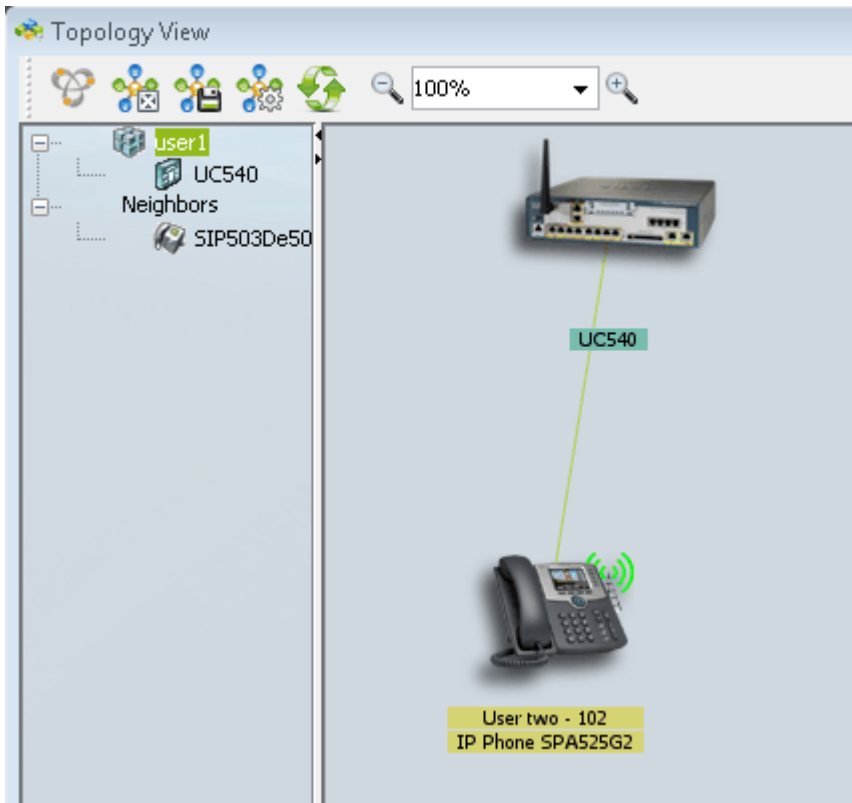 Topology View
100%
user1
UC540
Neighbors
SIP503De50
UC540
User two - 102
IP Phone SPA525G2